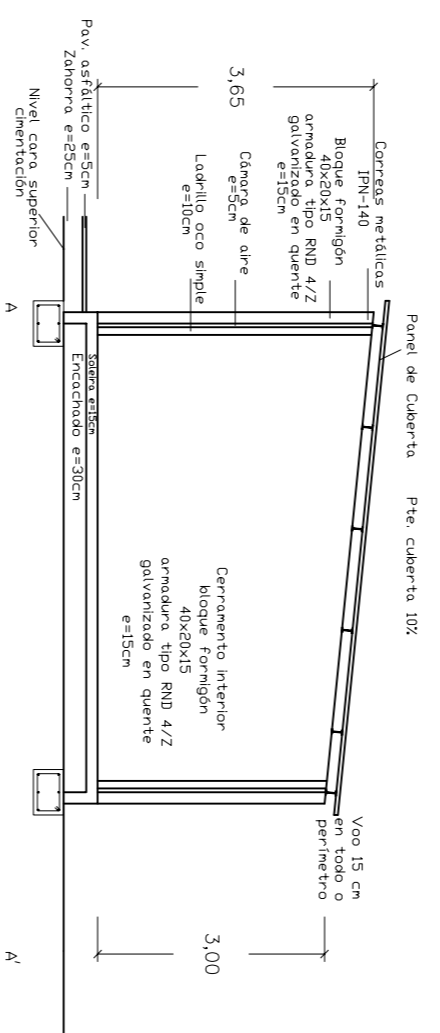 Panel de Cuberta
Pte. cuberta 10%
Correas metálicas
IPN-140
Bloque formigón
40x20x15
armadura tipo RND 4/Z
galvanizado en quente
e=15cm
Cámara de aire
e=5cm
Ladrillo oco simple
e=10cm
3,65
Pav. asfáltico e=5cm
Zahorra e=25cm
Nivel cara superior
cimentación
Soleira e=15cm
Encachado e=30cm
Cerramento interior
bloque formigón
40x20x15
armadura tipo RND 4/Z
galvanizado en quente
e=15cm
Voo 15 cm
en todo o
perímetro
3,00
A
A'